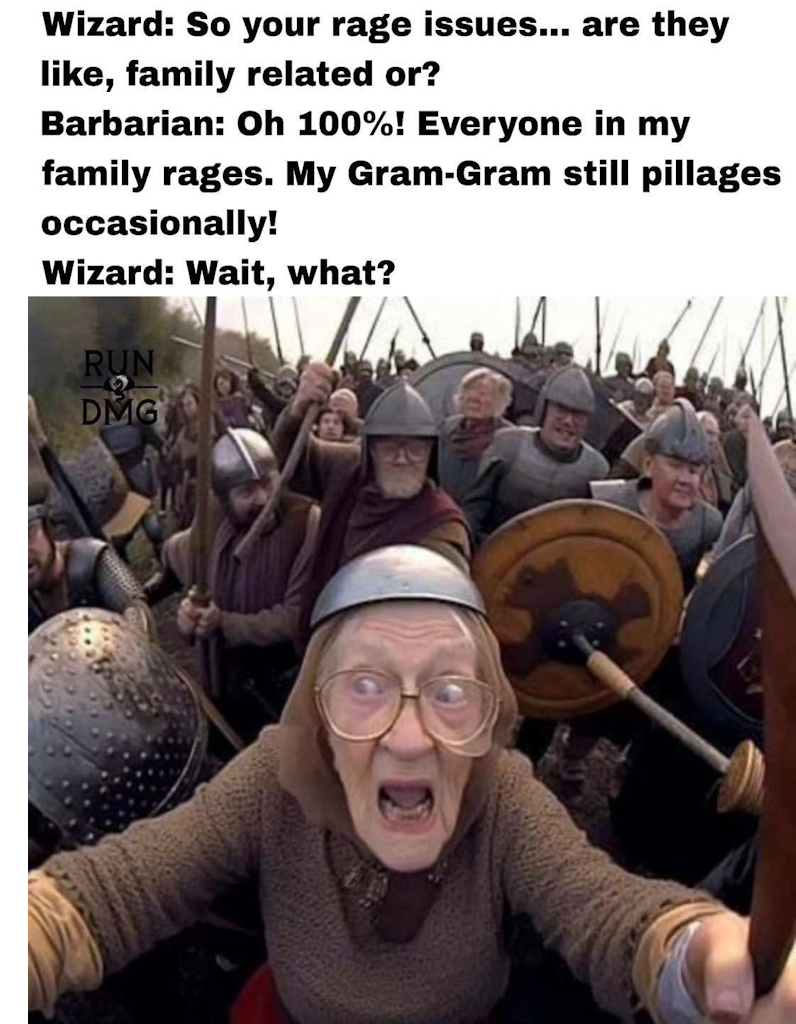 Wizard: So your rage issues... are they
like, family related or?
Barbarian: Oh 100%! Everyone in my
family rages. My Gram-Gram still pillages
occasionally!
Wizard: Wait, what?
RUN
DMG